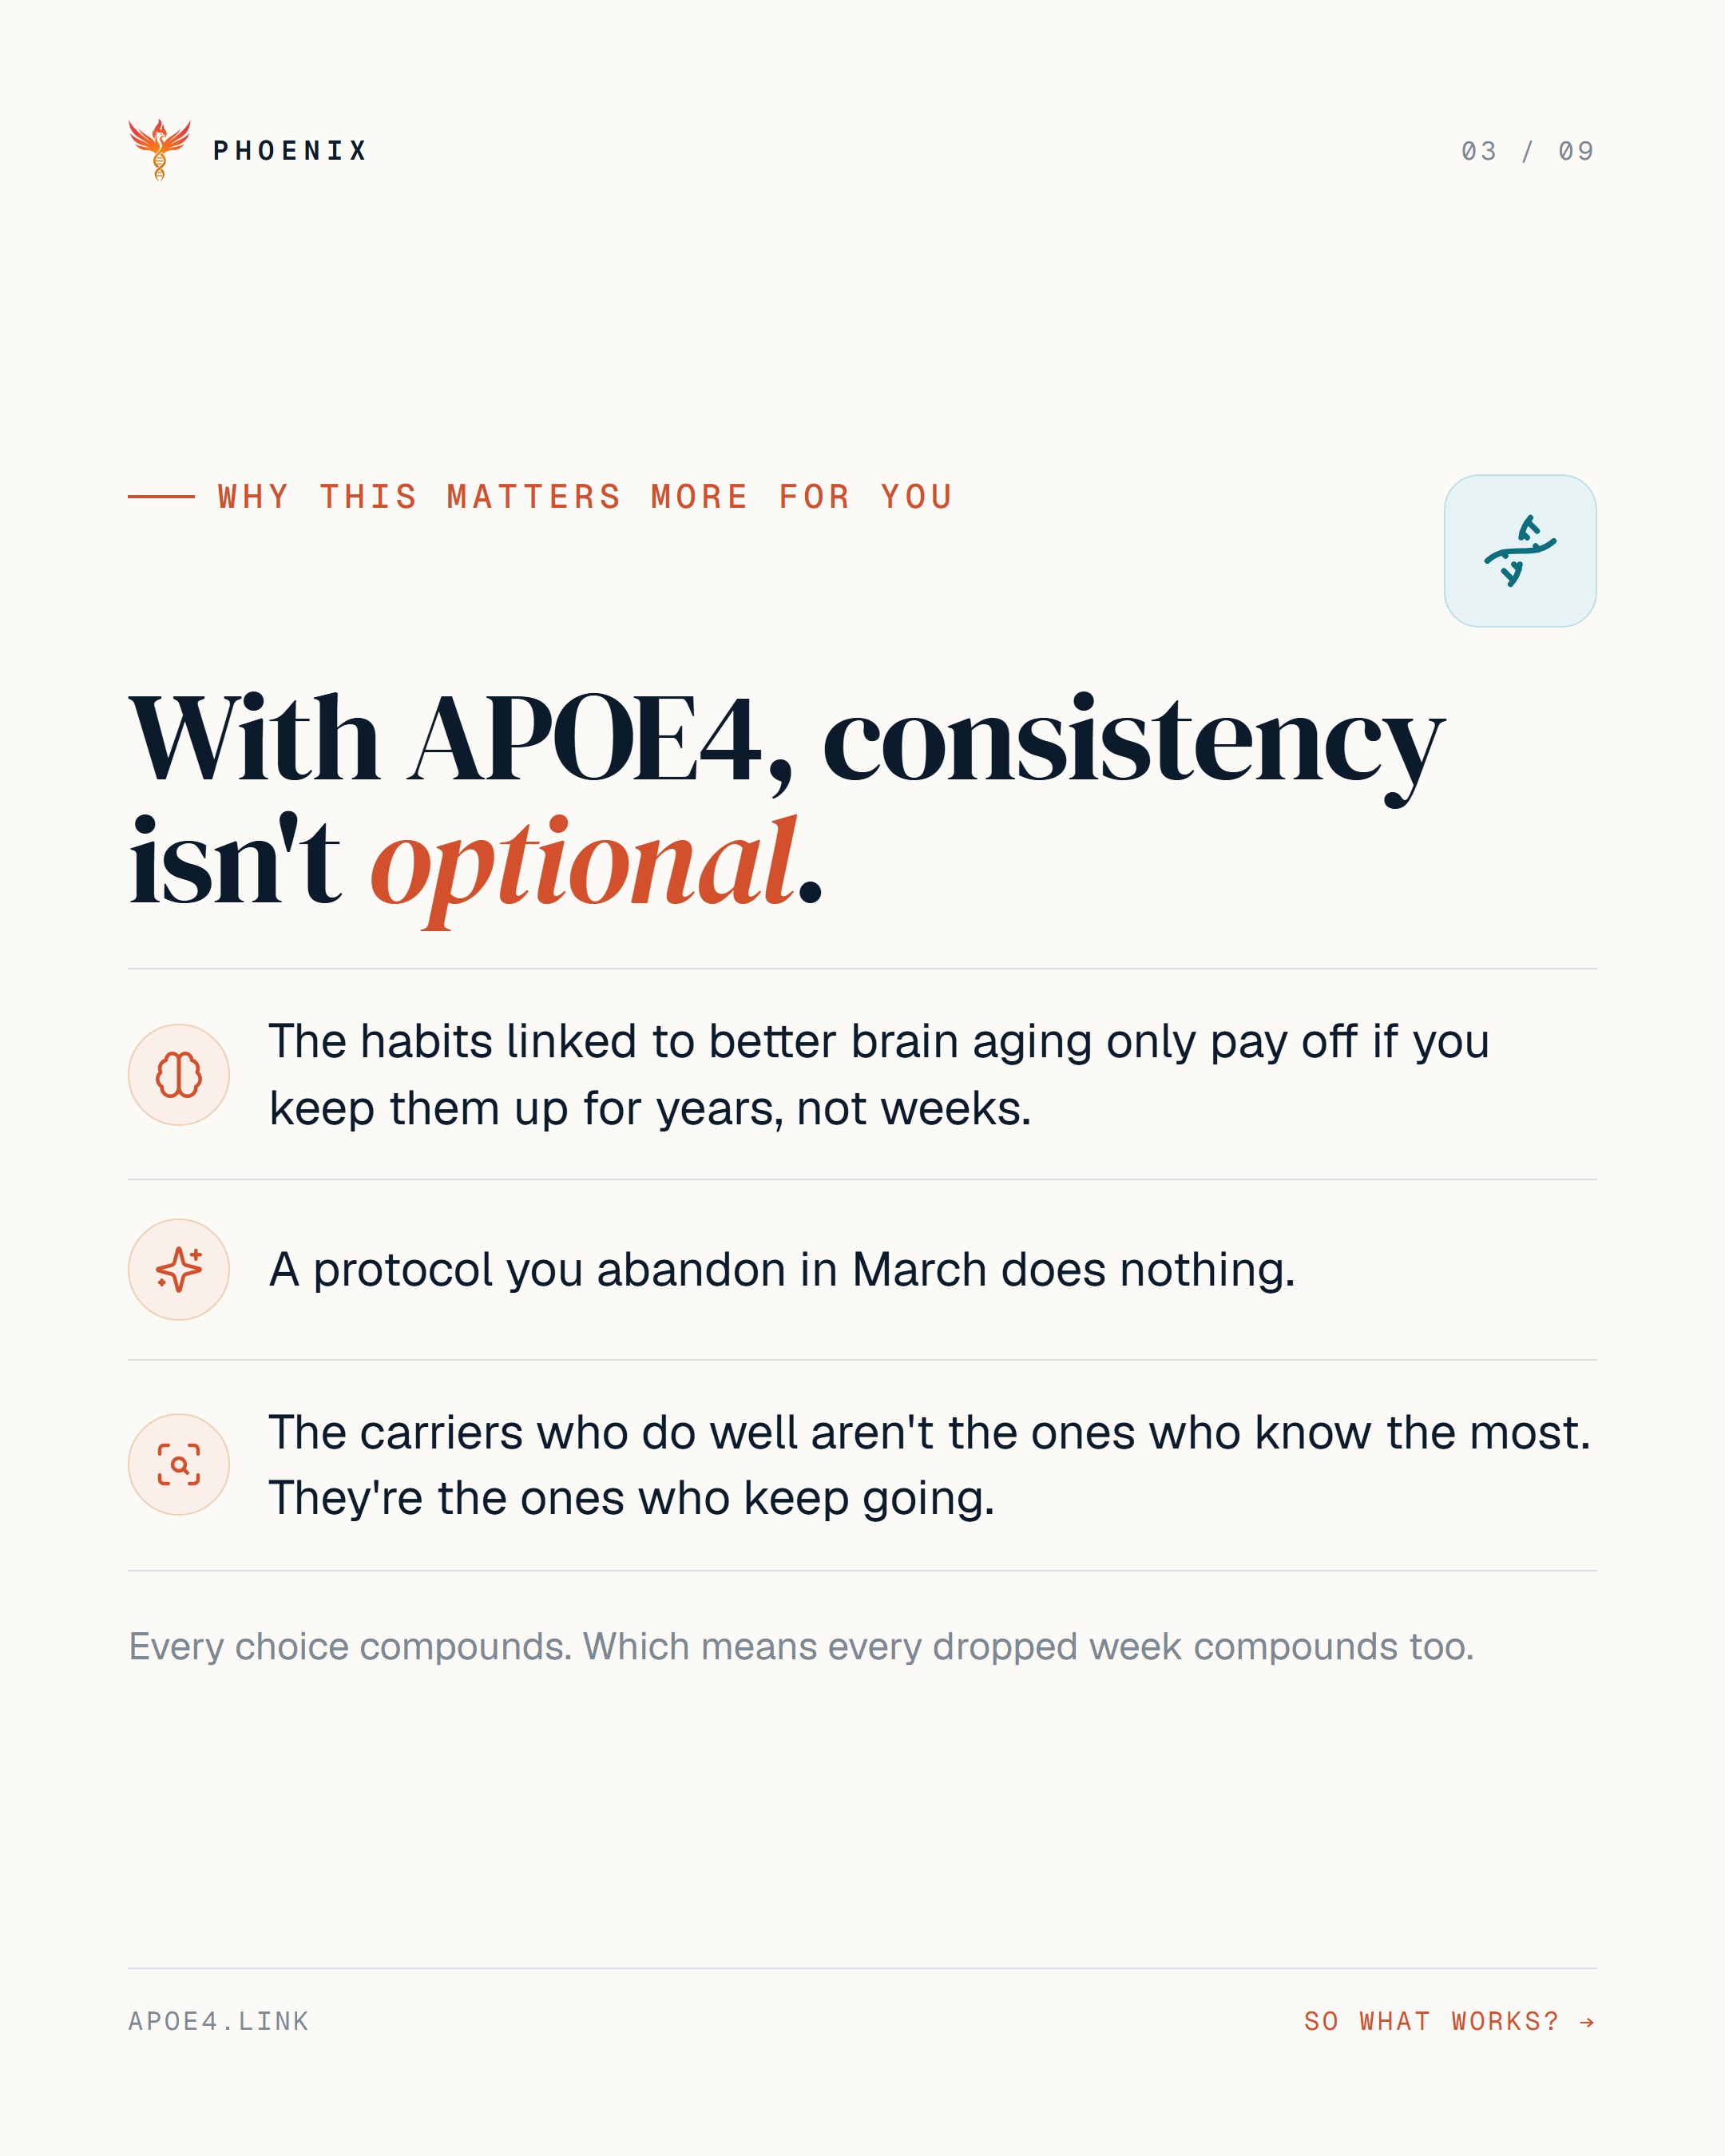 PHOENIX
03 / 09
WHY THIS MATTERS MORE FOR YOU
With APOE4, consistency
isn't optional.
The habits linked to better brain aging only pay off if you
keep them up for years, not weeks.
A protocol you abandon in March does nothing.
The carriers who do well aren't the ones who know the most.
They're the ones who keep going.
Every choice compounds. Which means every dropped week compounds too.
APOE4.LINK
SO WHAT WORKS? →